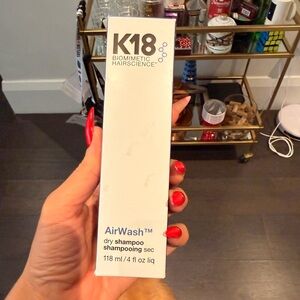 K18
BIOMIMETIC
HAIRSCIENCE
AirWash™
dry shampoo
shampooing sec
118 ml / 4 fl oz liq